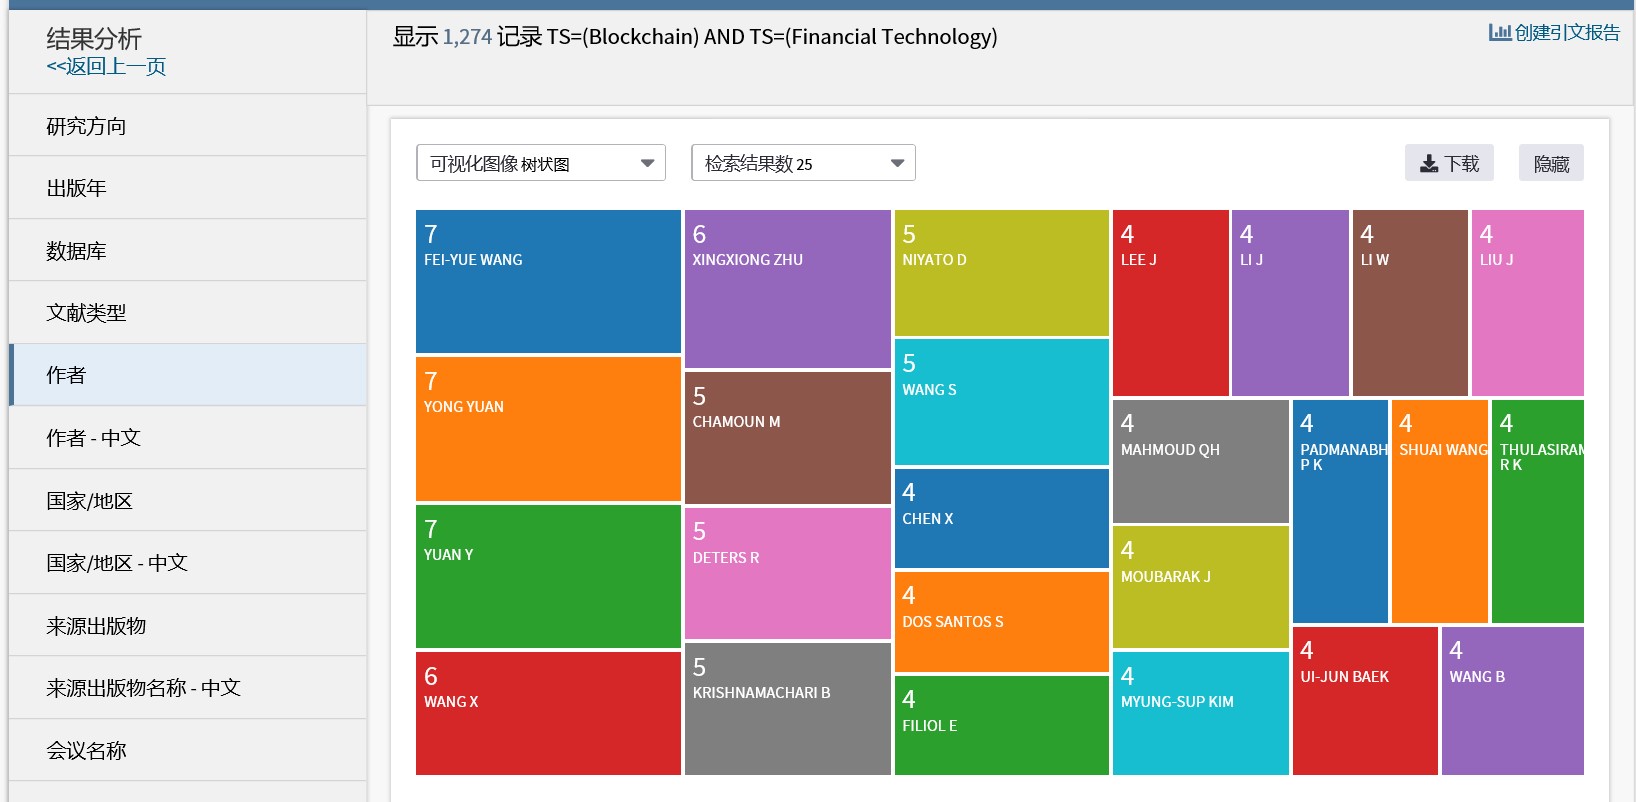 结果分析
<<返回上一页
研究方向
出版年
数据库
文献类型
作者
作者 - 中文
国家/地区
国家/地区 - 中文
来源出版物
来源出版物名称 - 中文
会议名称
显示 1,274 记录 TS=(Blockchain) AND TS=(Financial Technology)
创建引文报告
可视化图像 树状图
检索结果数 25
下载
隐藏
7
FEI-YUE WANG
7
YONG YUAN
7
YUAN Y
6
WANG X
6
XINGXIONG ZHU
5
CHAMOUN M
5
DETERS R
5
KRISHNAMACHARI B
5
NIYATO D
5
WANG S
4
CHEN X
4
DOS SANTOS S
4
FILIOL E
4
LEE J
4
LI J
4
LI W
4
LIU J
4
MAHMOUD QH
4
MOUBARAK J
4
MYUNG-SUP KIM
4
PADMANABH
P K
4
SHUAI WANG
4
THULASIRAM
R K
4
UI-JUN BAEK
4
WANG B